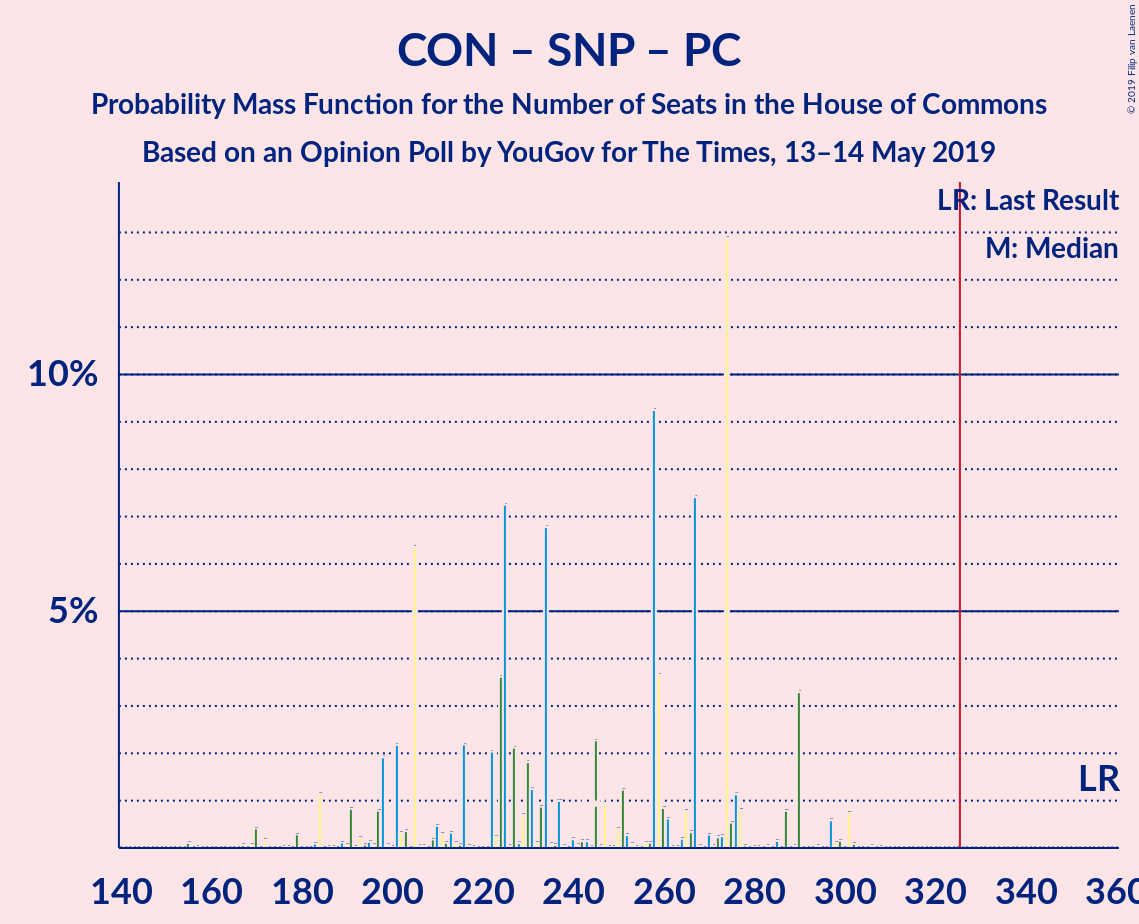 CON – SNP – PC
Probability Mass Function for the Number of Seats in the House of Commons
Based on an Opinion Poll by YouGov for The Times, 13–14 May 2019
© 2019 Filip van Laenen
LR: Last Result
M: Median
10%
5%
LR
140 160 180 200 220 240 260 280 300 320 340 360